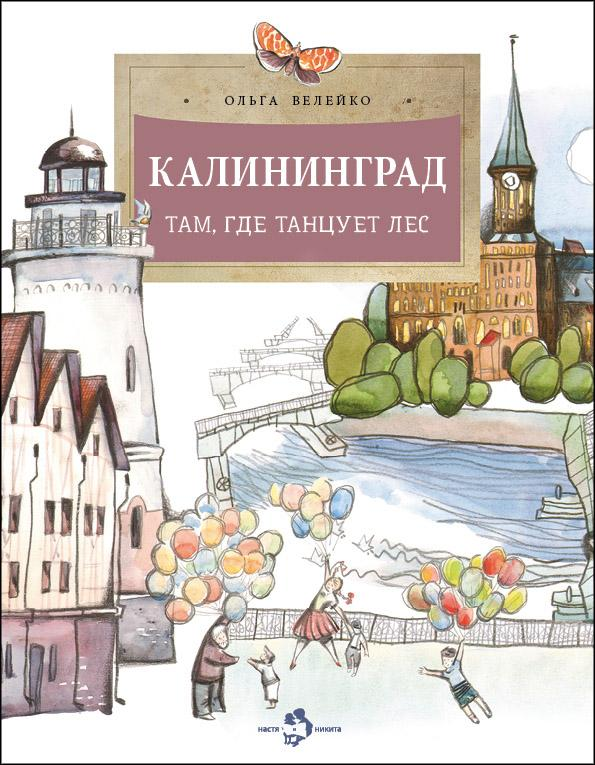 ОЛЬГА ВЕЛЕЙКО
КАЛИНИНГРАД
ТАМ, ГДЕ ТАНЦУЕТ ЛЕС
настя и никита